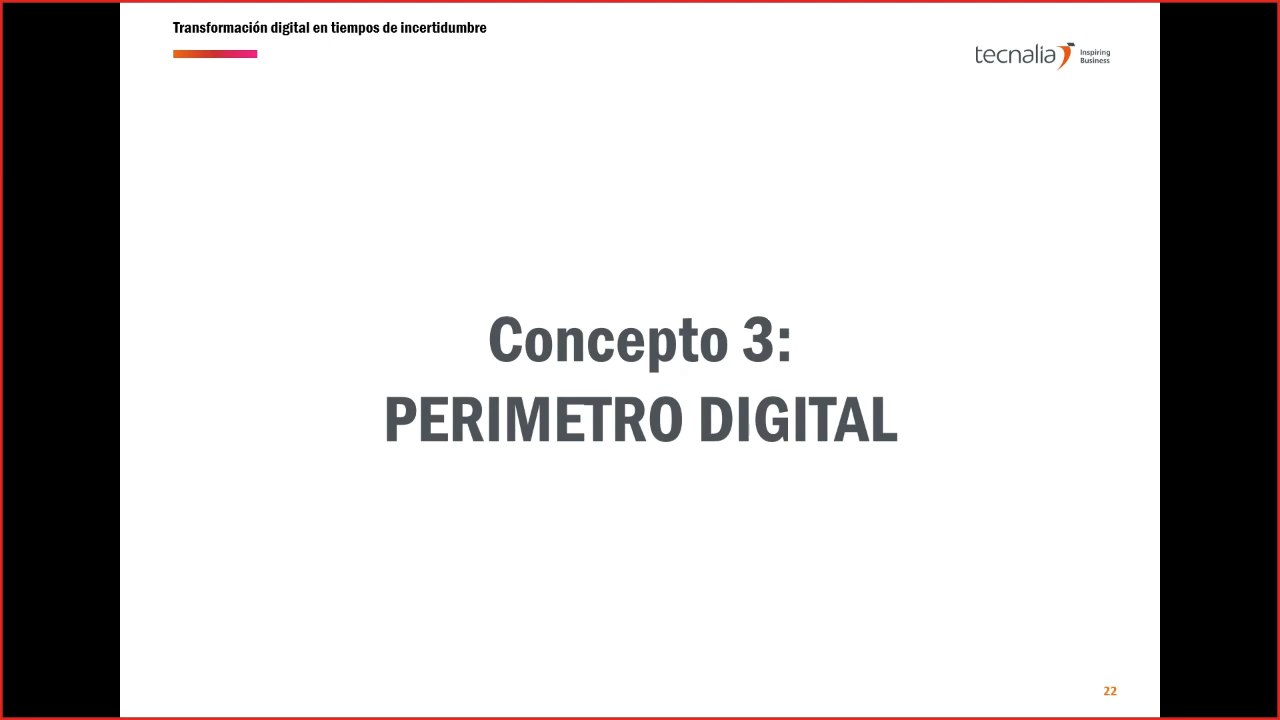 Transformación digital en tiempos de incertidumbre
tecnalia Inspiring
Business
Concepto 3:
PERIMETRO DIGITAL
22